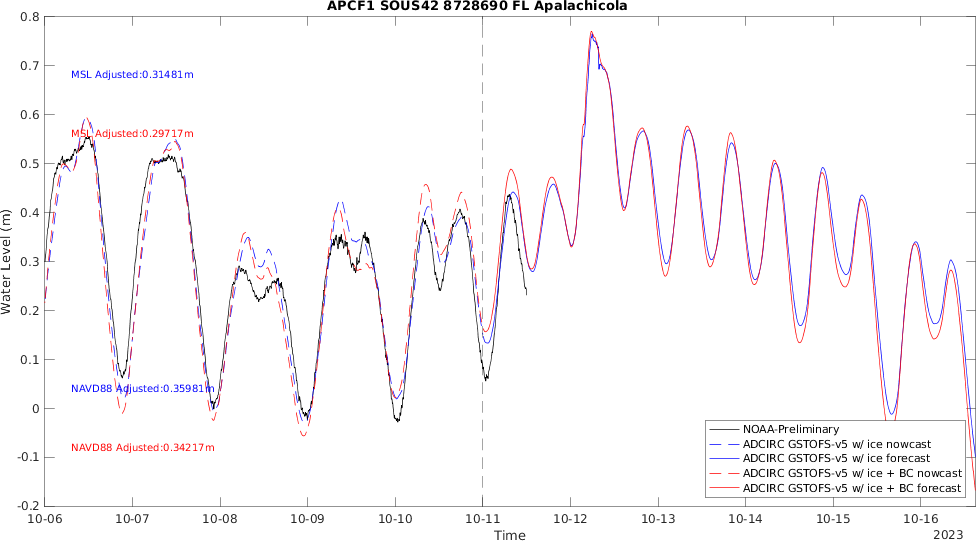 APCF1 SOUS42 8728690 FL Apalachicola
0.8
0.7
0.6
0.5
0.4
0.3
0.2
0.1
0
-0.1
-0.2
Water Level (m)
MSL Adjusted:0.31481m
MSL Adjusted:0.29717m
NAVD88 Adjusted:0.35981m
NAVD88 Adjusted:0.34217m
NOAA-Preliminary
ADCIRC GSTOFS-v5 w/ ice nowcast
ADCIRC GSTOFS-v5 w/ ice forecast
ADCIRC GSTOFS-v5 w/ ice + BC nowcast
ADCIRC GSTOFS-v5 w/ ice + BC forecast
10-06 10-07 10-08 10-09 10-10 10-11 10-12 10-13 10-14 10-15 10-16
Time
2023